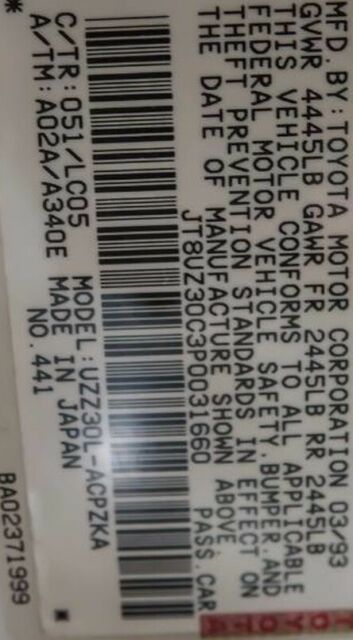 MFD. BY: TOYOTA MOTOR CORPORATION 03/93
GVWR 4445LB GAWR FR 2445LB RR 2445LB
THIS VEHICLE CONFORMS TO ALL APPLICABLE
FEDERAL MOTOR VEHICLE SAFETY, BUMPER, AND
THEFT PREVENTION STANDARDS IN EFFECT ON
THE DATE OF MANUFACTURE SHOWN ABOVE.
JT8UZ30C3P0031660 PASS. CAR
C/TR: 051/LC05 MODEL: UZZ30L-ACPZKA
A/TM: A02A/A340E MADE IN JAPAN
* NO. 441
BA02371999